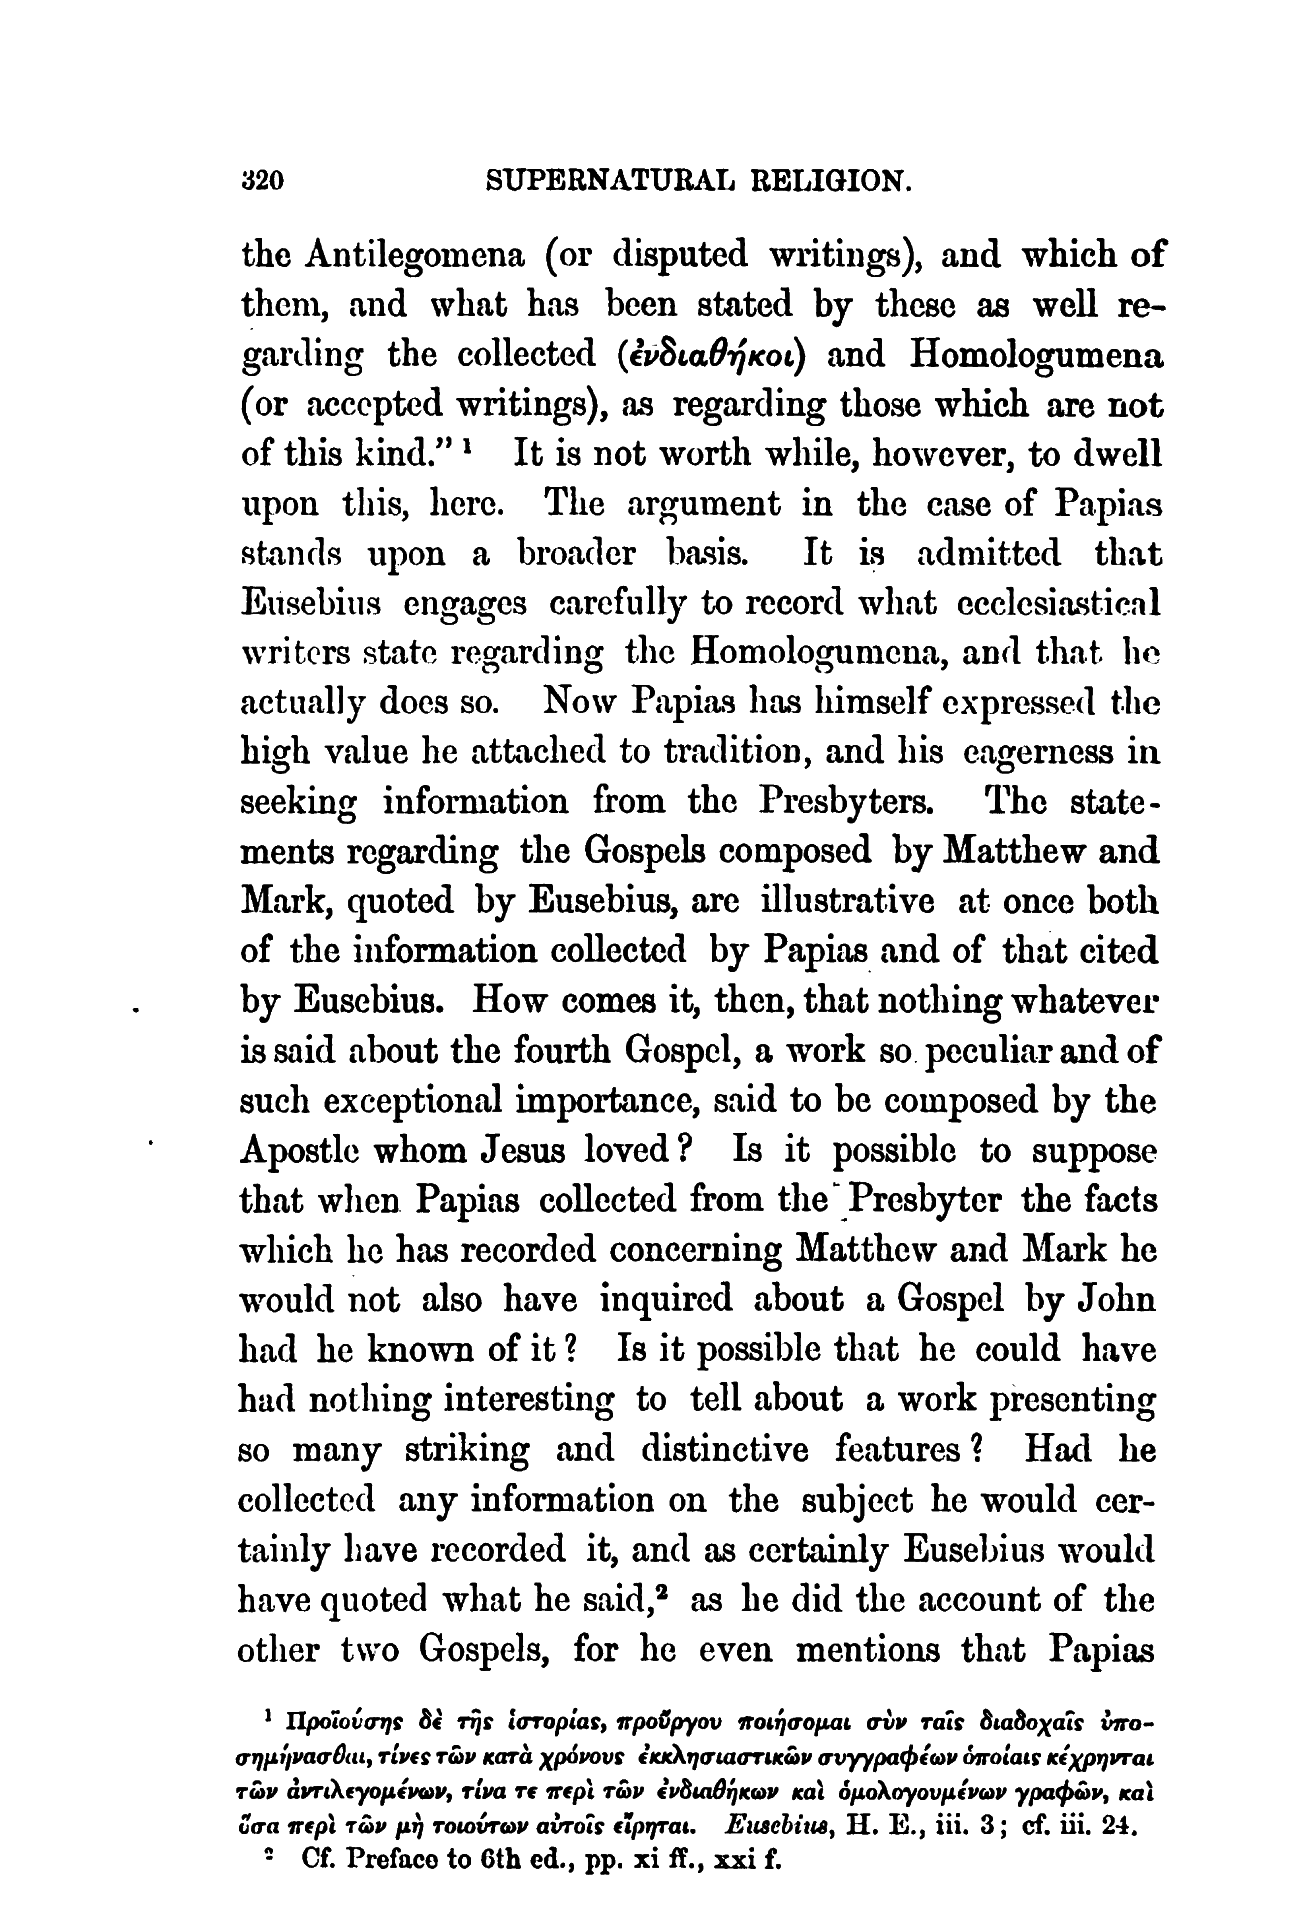 320 SUPERNATURAL RELIGION.
the Antilegomena (or disputed writings), and which of
them, and what has been stated by these as well re-
garding the collected (ἐνδιαθήκοι) and Homologumena
(or accepted writings), as regarding those which are not
of this kind.” ¹ It is not worth while, however, to dwell
upon this, here. The argument in the case of Papias
stands upon a broader basis. It is admitted that
Eusebius engages carefully to record what ecclesiastical
writers state regarding the Homologumena, and that he
actually does so. Now Papias has himself expressed the
high value he attached to tradition, and his eagerness in
seeking information from the Presbyters. The state-
ments regarding the Gospels composed by Matthew and
Mark, quoted by Eusebius, are illustrative at once both
of the information collected by Papias and of that cited
by Eusebius. How comes it, then, that nothing whatever
is said about the fourth Gospel, a work so peculiar and of
such exceptional importance, said to be composed by the
Apostle whom Jesus loved? Is it possible to suppose
that when Papias collected from the Presbyter the facts
which he has recorded concerning Matthew and Mark he
would not also have inquired about a Gospel by John
had he known of it? Is it possible that he could have
had nothing interesting to tell about a work presenting
so many striking and distinctive features? Had he
collected any information on the subject he would cer-
tainly have recorded it, and as certainly Eusebius would
have quoted what he said,² as he did the account of the
other two Gospels, for he even mentions that Papias
¹ Προϊούσης δὲ τῆς ἱστορίας, προὔργου ποιήσομαι σὺν ταῖς διαδοχαῖς ὑπο-
σημήνασθαι, τίνες τῶν κατὰ χρόνους ἐκκλησιαστικῶν συγγραφέων ὁποίαις κέχρηνται
τῶν ἀντιλεγομένων, τίνα τε περὶ τῶν ἐνδιαθήκων καὶ ὁμολογουμένων γραφῶν, καὶ
ὅσα περὶ τῶν μὴ τοιούτων αὐτοῖς εἴρηται. Eusebius, H. E., iii. 3; cf. iii. 24.
² Cf. Preface to 6th ed., pp. xi ff., xxi f.